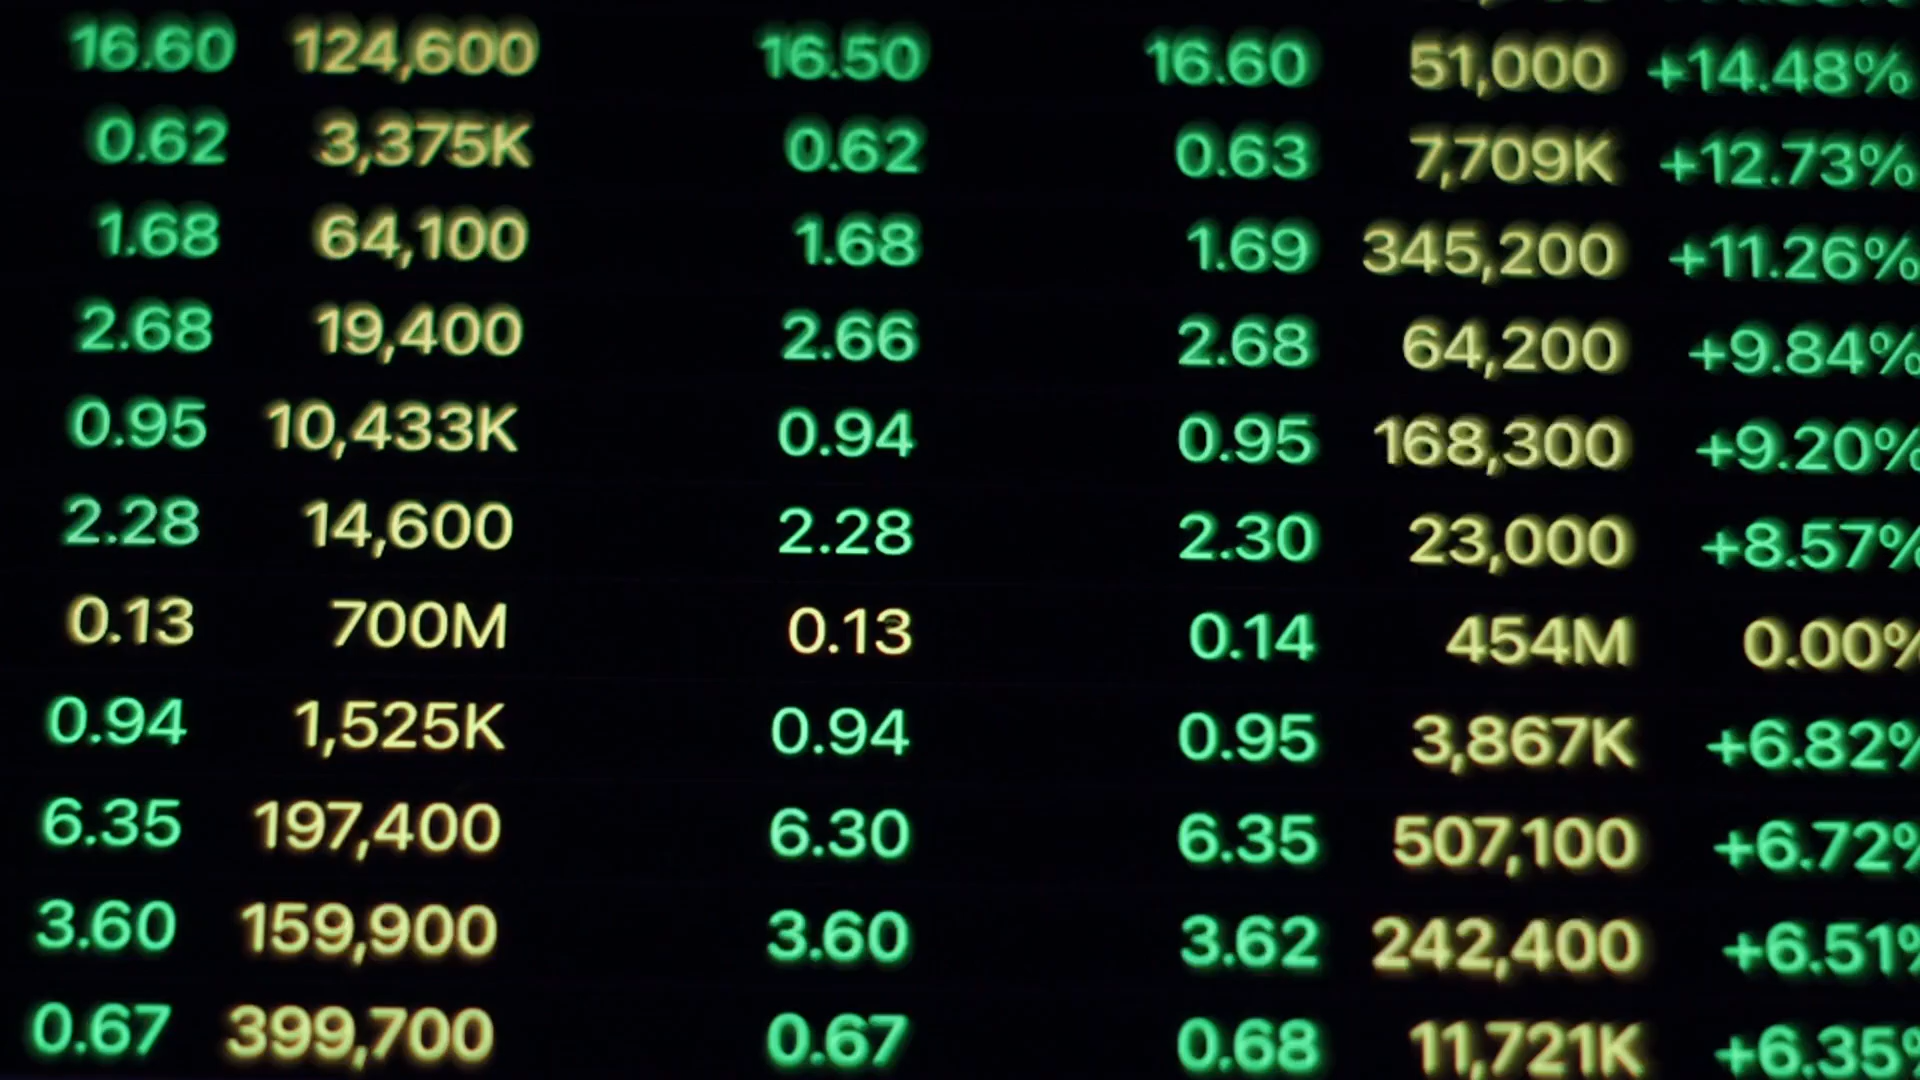 16.60 124,600 16.50 16.60 51,000 +14.48%
0.62 3,375K 0.62 0.63 7,709K +12.73%
1.68 64,100 1.68 1.69 345,200 +11.26%
2.68 19,400 2.66 2.68 64,200 +9.84%
0.95 10,433K 0.94 0.95 168,300 +9.20%
2.28 14,600 2.28 2.30 23,000 +8.57%
0.13 700M 0.13 0.14 454M 0.00%
0.94 1,525K 0.94 0.95 3,867K +6.82%
6.35 197,400 6.30 6.35 507,100 +6.72%
3.60 159,900 3.60 3.62 242,400 +6.51%
0.67 399,700 0.67 0.68 11,721K +6.35%